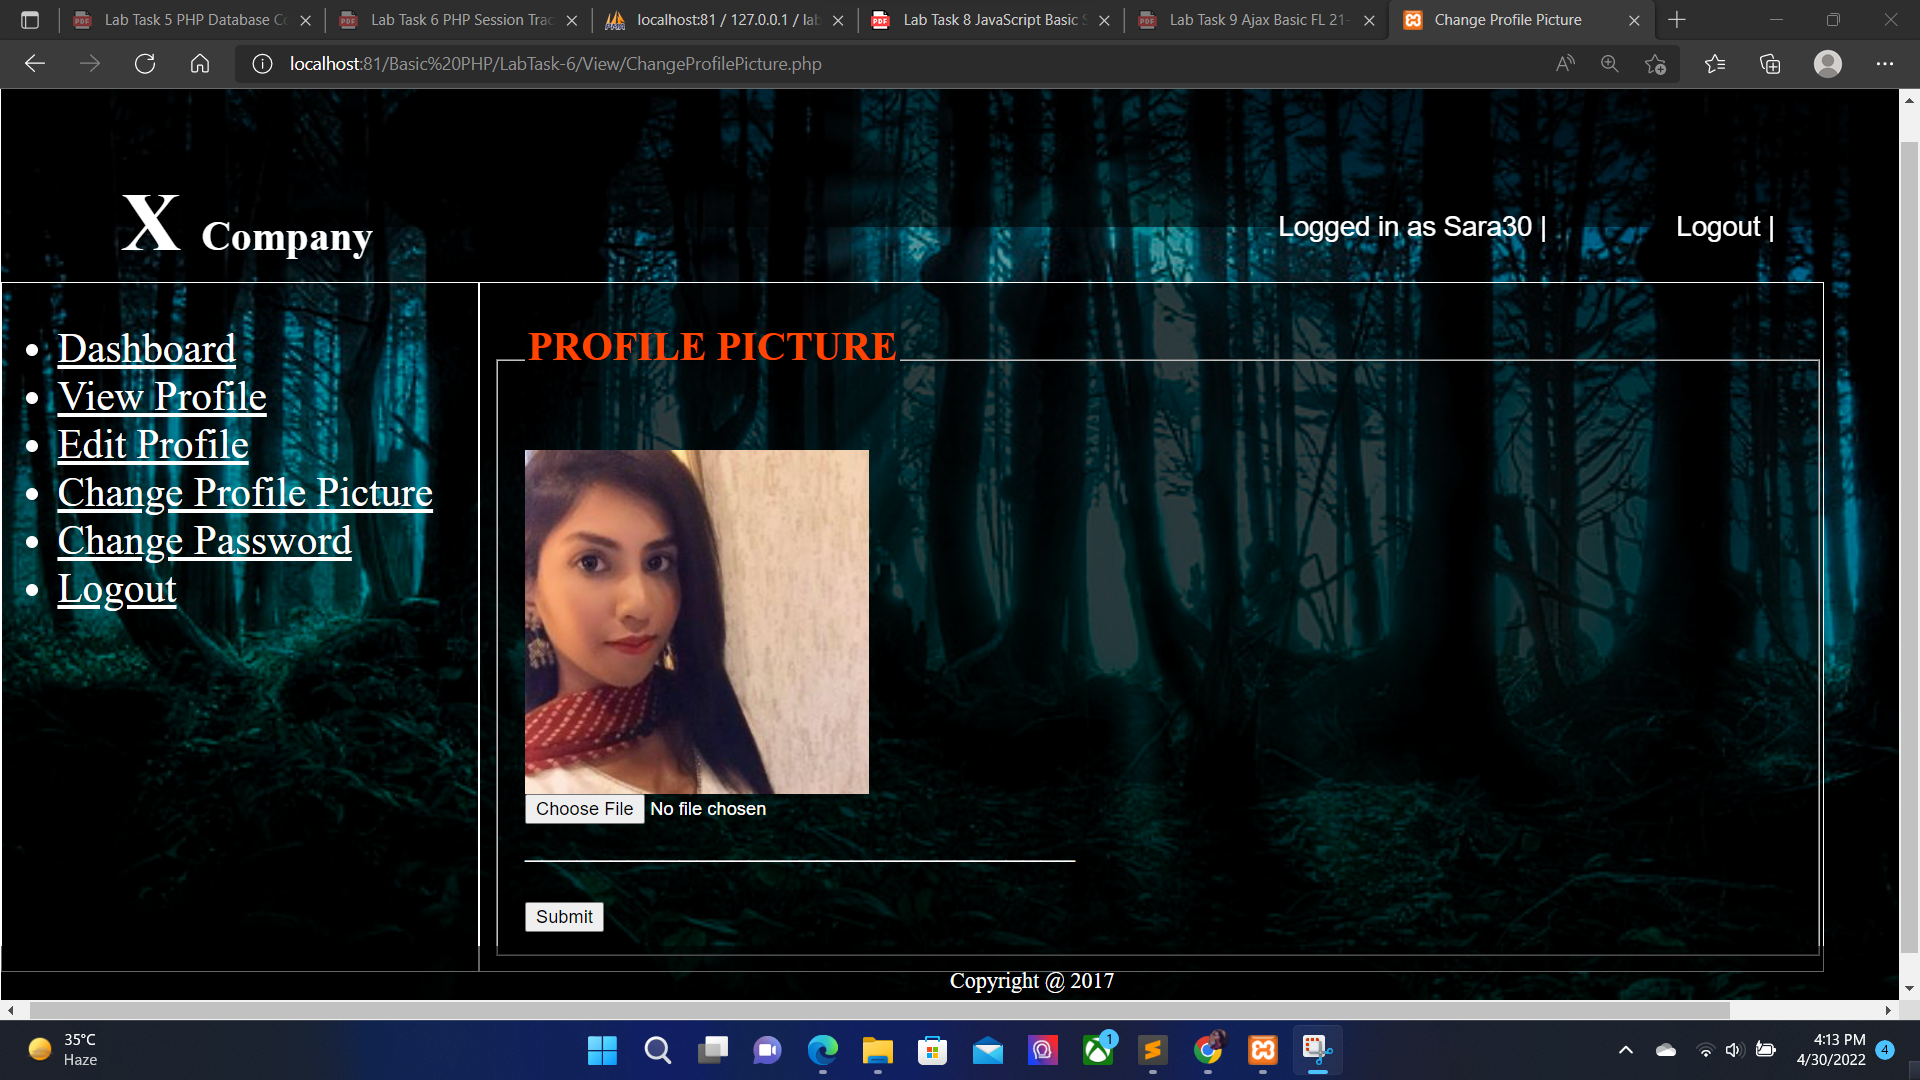 Lab Task 5 PHP Database Co
Lab Task 6 PHP Session Trac
localhost:81 / 127.0.0.1 / lab
Lab Task 8 JavaScript Basic S
Lab Task 9 Ajax Basic FL 21-
Change Profile Picture
localhost:81/Basic%20PHP/LabTask-6/View/ChangeProfilePicture.php
X Company
Logged in as Sara30 |
Logout |
Dashboard
View Profile
Edit Profile
Change Profile Picture
Change Password
Logout
PROFILE PICTURE
Choose File No file chosen
Submit
Copyright @ 2017
35°C
Haze
1
4:13 PM
4/30/2022
4